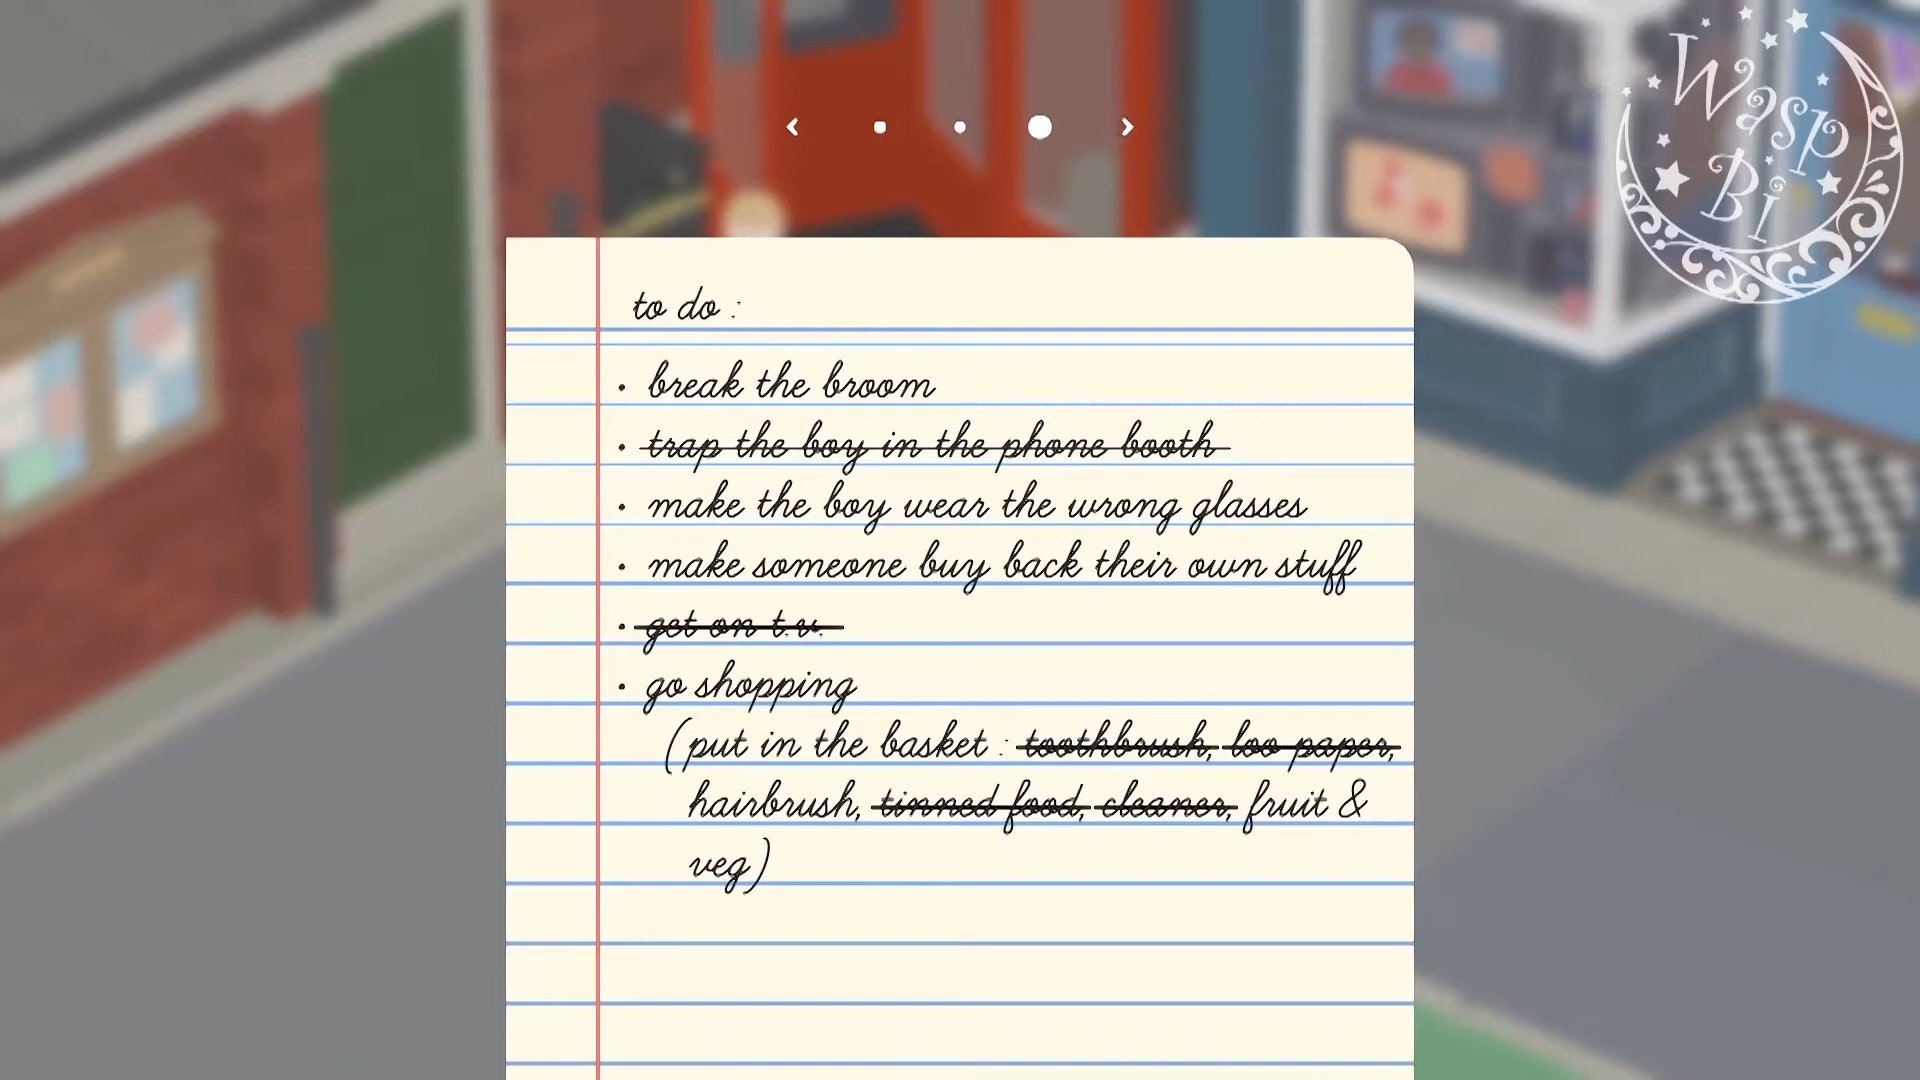 Wasp
Bi
to do :
• break the broom
• trap the boy in the phone booth
• make the boy wear the wrong glasses
• make someone buy back their own stuff
• get on t.v.
• go shopping
(put in the basket : toothbrush, loo paper,
hairbrush, tinned food, cleaner, fruit &
veg)